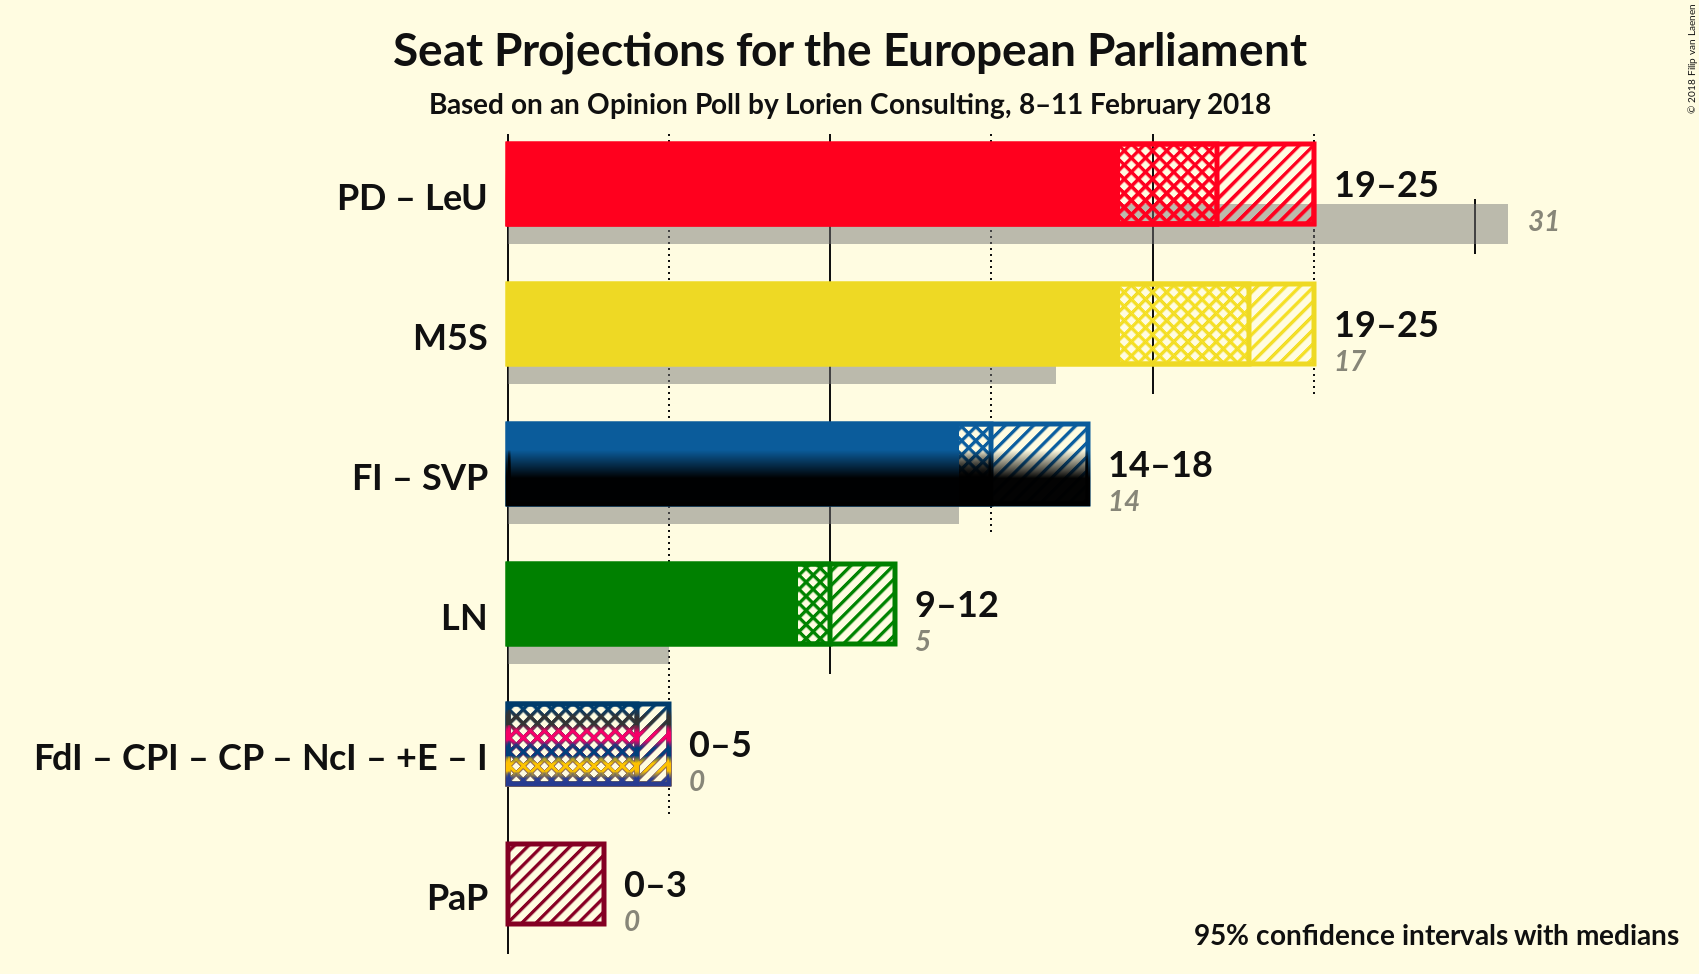 Seat Projections for the European Parliament
Based on an Opinion Poll by Lorien Consulting, 8–11 February 2018
© 2018 Filip van Laenen
PD – LeU
19–25
31
M5S
19–25
17
FI – SVP
14–18
14
LN
9–12
5
FdI – CPI – CP – NcI – +E – I
0–5
0
PaP
0–3
0
95% confidence intervals with medians